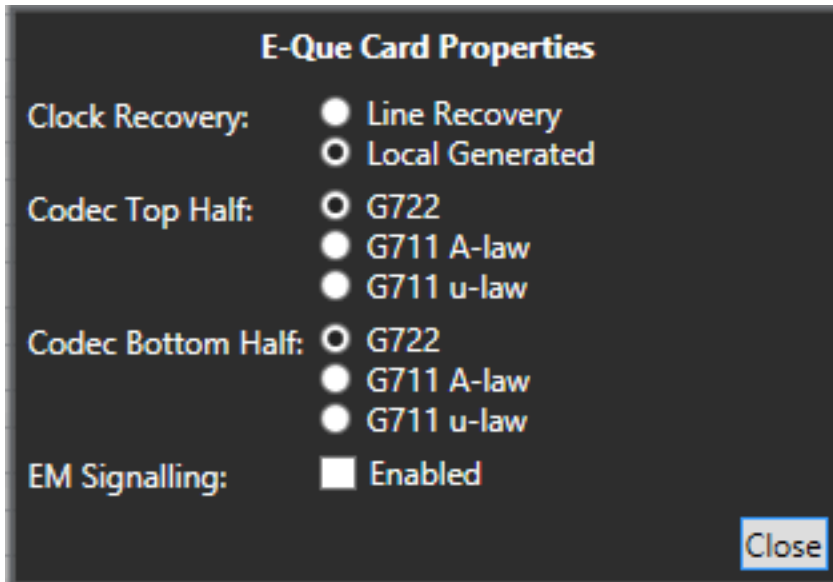 E-Que Card Properties
Clock Recovery: Line Recovery
Local Generated
Codec Top Half: G722
G711 A-law
G711 u-law
Codec Bottom Half: G722
G711 A-law
G711 u-law
EM Signalling: Enabled
Close